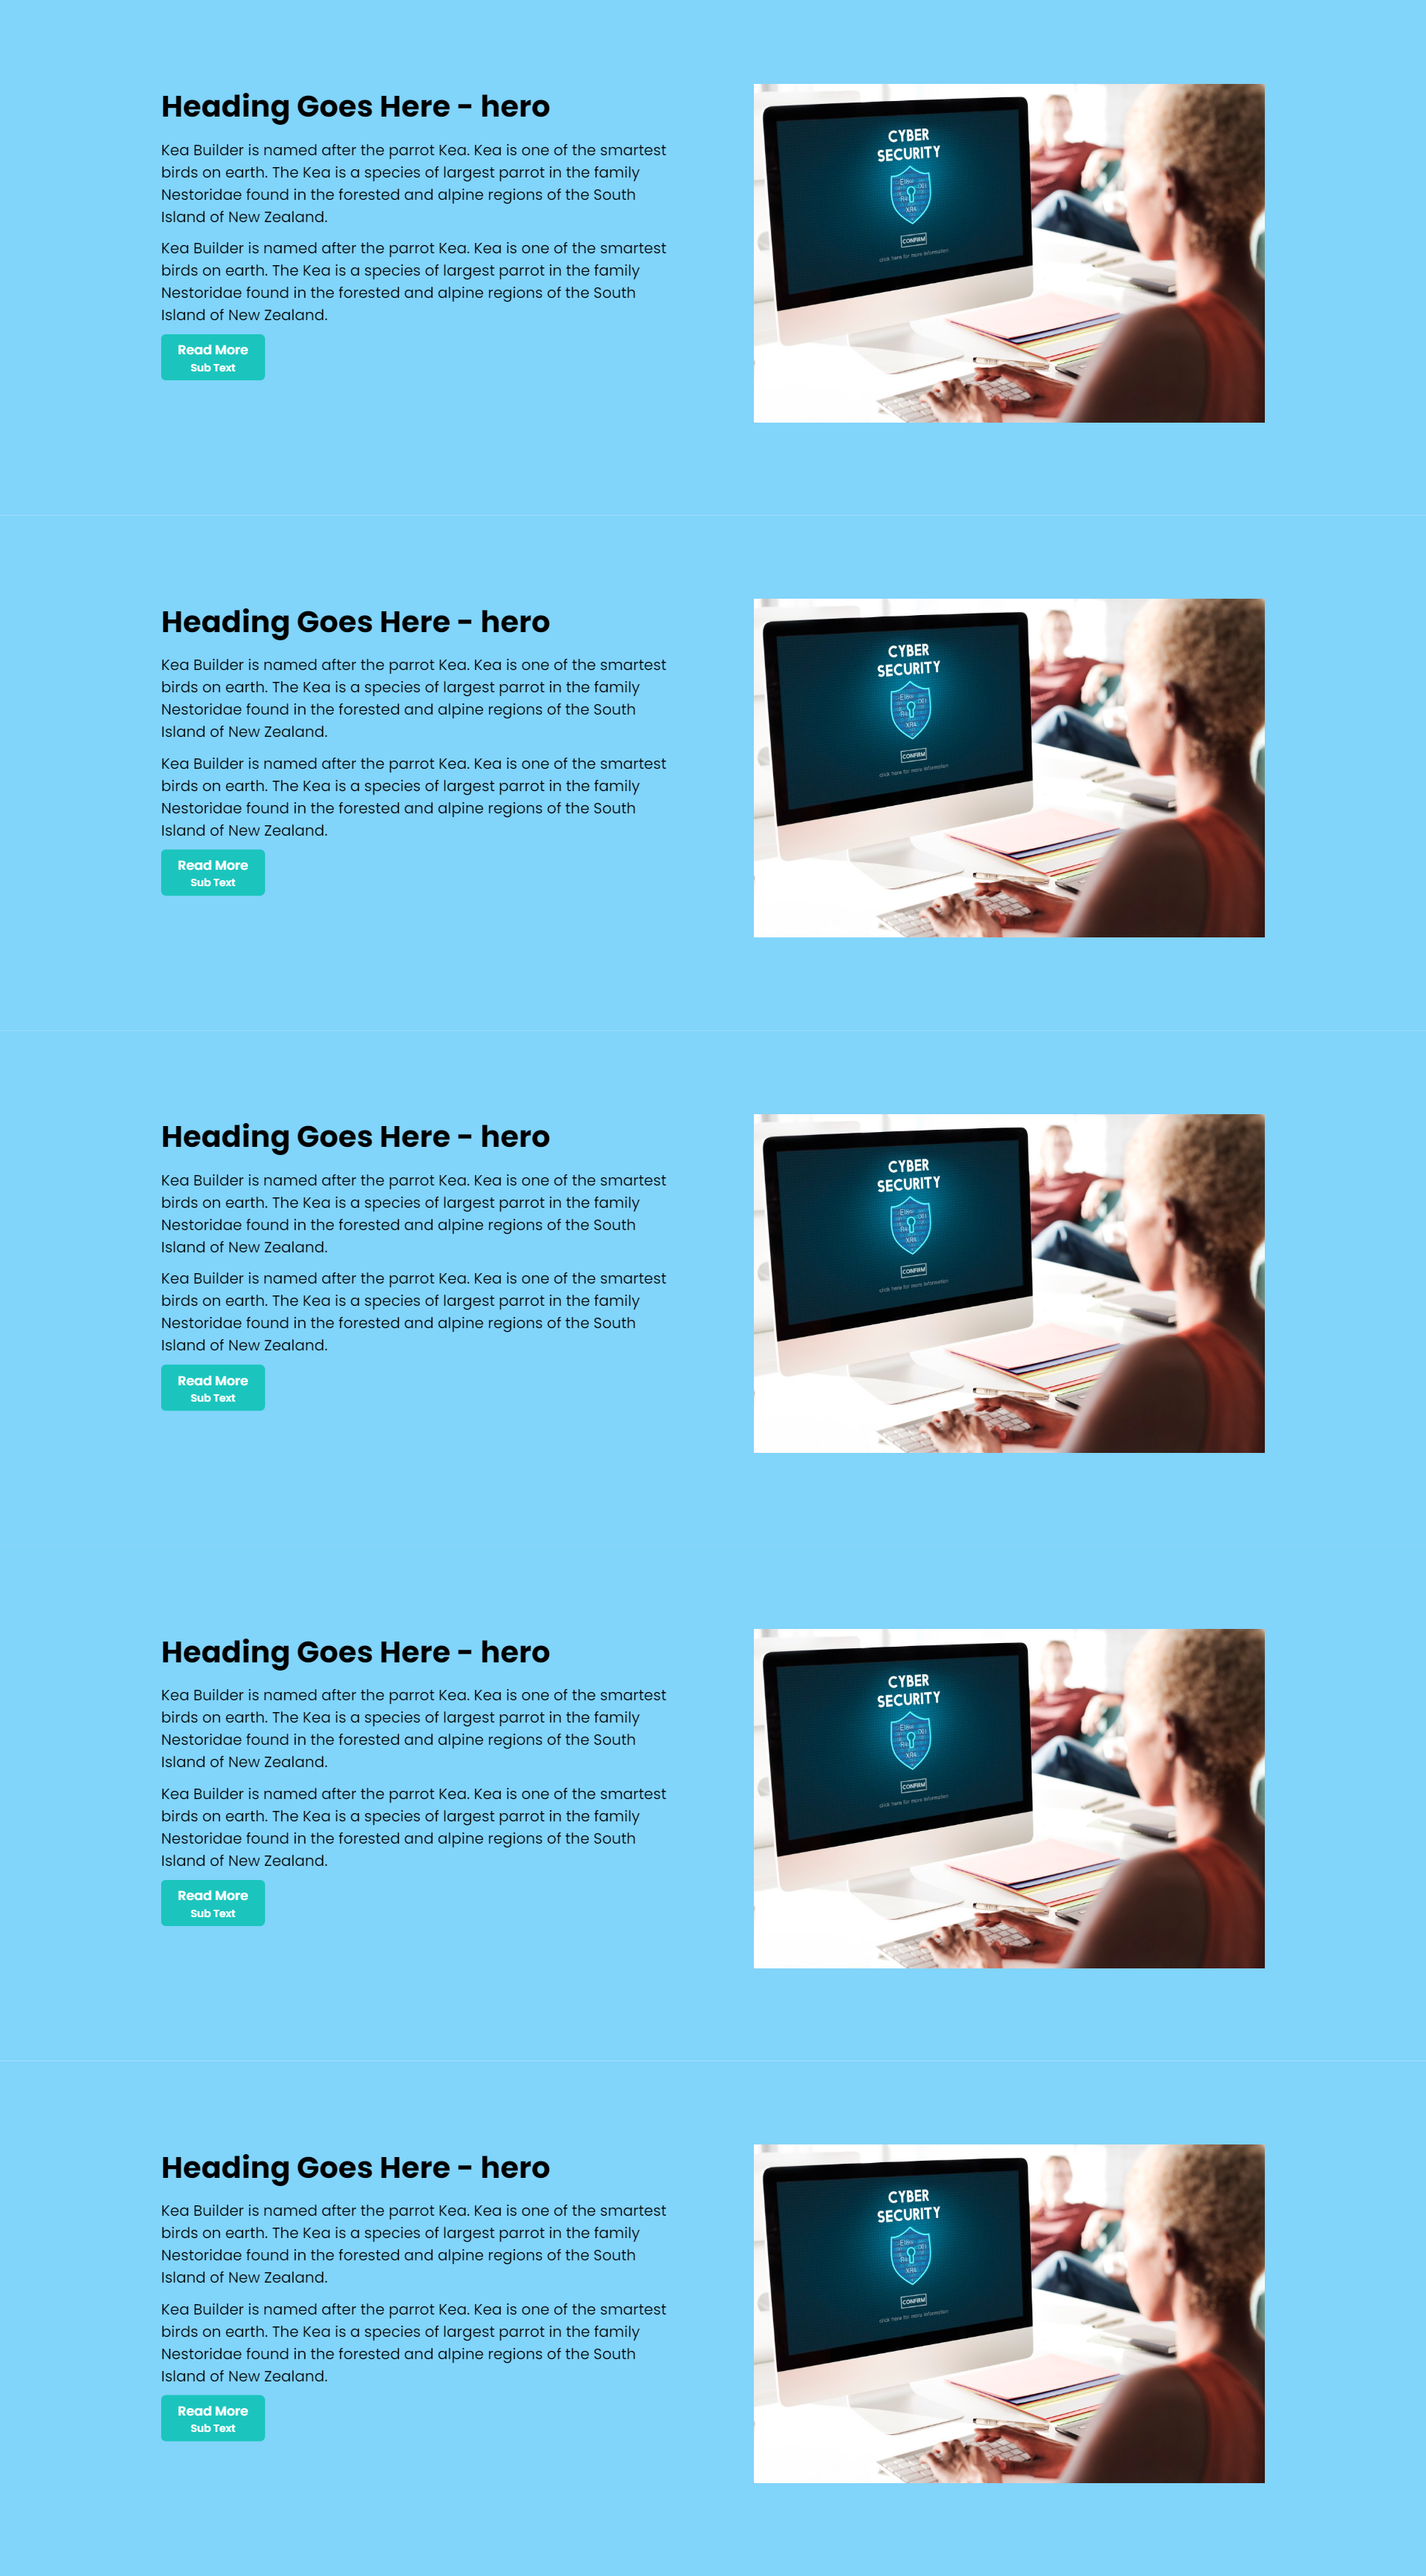 Heading Goes Here - hero
Kea Builder is named after the parrot Kea. Kea is one of the smartest
birds on earth. The Kea is a species of largest parrot in the family
Nestoridae found in the forested and alpine regions of the South
Island of New Zealand.
Kea Builder is named after the parrot Kea. Kea is one of the smartest
birds on earth. The Kea is a species of largest parrot in the family
Nestoridae found in the forested and alpine regions of the South
Island of New Zealand.
Read More
Sub Text
CYBER
SECURITY
CONFIRM
click here for more information
Heading Goes Here - hero
Kea Builder is named after the parrot Kea. Kea is one of the smartest
birds on earth. The Kea is a species of largest parrot in the family
Nestoridae found in the forested and alpine regions of the South
Island of New Zealand.
Kea Builder is named after the parrot Kea. Kea is one of the smartest
birds on earth. The Kea is a species of largest parrot in the family
Nestoridae found in the forested and alpine regions of the South
Island of New Zealand.
Read More
Sub Text
CYBER
SECURITY
CONFIRM
click here for more information
Heading Goes Here - hero
Kea Builder is named after the parrot Kea. Kea is one of the smartest
birds on earth. The Kea is a species of largest parrot in the family
Nestoridae found in the forested and alpine regions of the South
Island of New Zealand.
Kea Builder is named after the parrot Kea. Kea is one of the smartest
birds on earth. The Kea is a species of largest parrot in the family
Nestoridae found in the forested and alpine regions of the South
Island of New Zealand.
Read More
Sub Text
CYBER
SECURITY
CONFIRM
click here for more information
Heading Goes Here - hero
Kea Builder is named after the parrot Kea. Kea is one of the smartest
birds on earth. The Kea is a species of largest parrot in the family
Nestoridae found in the forested and alpine regions of the South
Island of New Zealand.
Kea Builder is named after the parrot Kea. Kea is one of the smartest
birds on earth. The Kea is a species of largest parrot in the family
Nestoridae found in the forested and alpine regions of the South
Island of New Zealand.
Read More
Sub Text
CYBER
SECURITY
CONFIRM
click here for more information
Heading Goes Here - hero
Kea Builder is named after the parrot Kea. Kea is one of the smartest
birds on earth. The Kea is a species of largest parrot in the family
Nestoridae found in the forested and alpine regions of the South
Island of New Zealand.
Kea Builder is named after the parrot Kea. Kea is one of the smartest
birds on earth. The Kea is a species of largest parrot in the family
Nestoridae found in the forested and alpine regions of the South
Island of New Zealand.
Read More
Sub Text
CYBER
SECURITY
CONFIRM
click here for more information